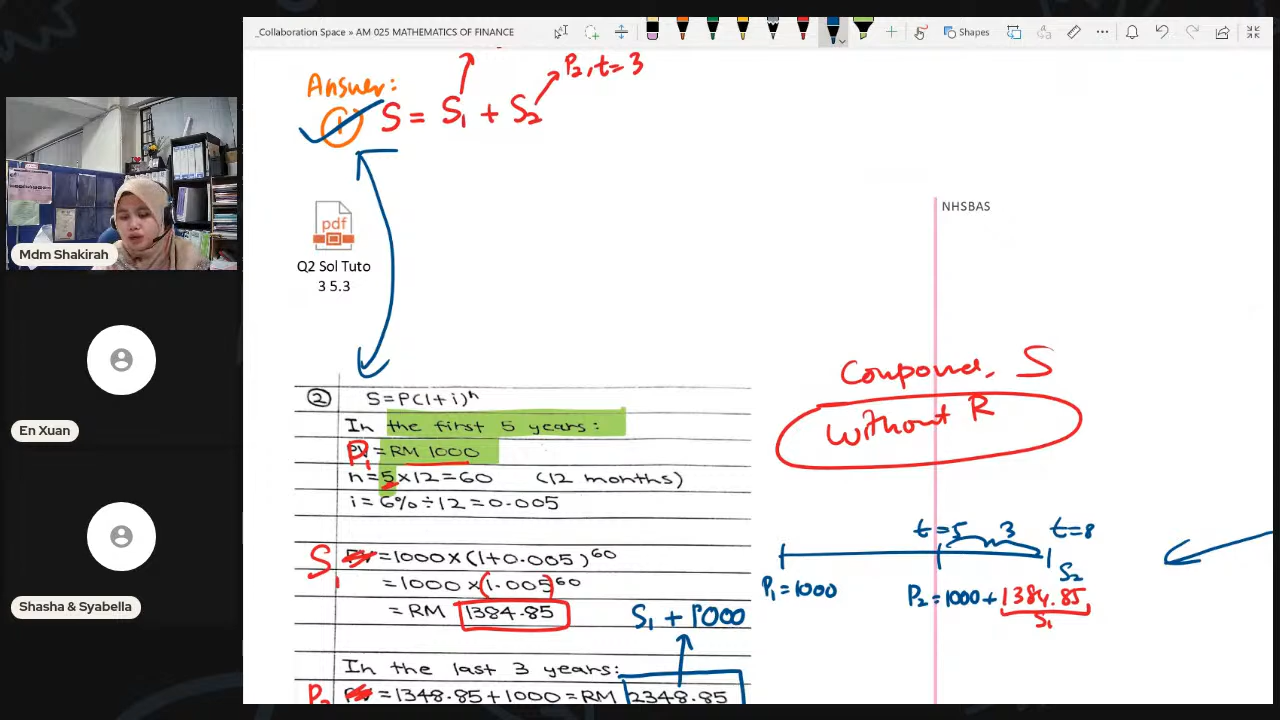 _Collaboration Space » AM 025 MATHEMATICS OF FINANCE
Shapes
P2, t=3
Answer:
① S = S1 + S2
pdf
Q2 Sol Tuto
3 5.3
NHSBAS
Mdm Shakirah
En Xuan
Shasha & Syabella
② S=P(1+i)^n
In the first 5 years:
P1 = RM 1000
n=5×12=60 (12 months)
i=6%÷12=0.005
S1 =1000×(1+0.005)^60
=1000×(1.005)^60
=RM 1384.85
S1 + 1000
In the last 3 years:
P2 =1348.85+1000=RM 2348.85
Compound, S
without R
t=5 3 t=8
S2
P1=1000 P2=1000+1384.85
S1